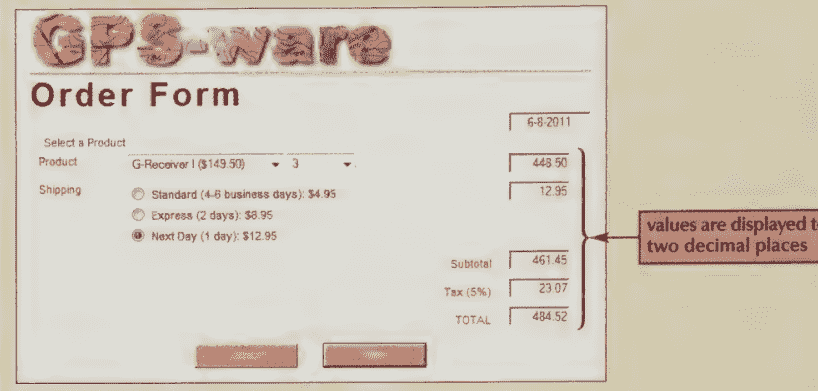 GPS-ware
Order Form
6-8-2011
Select a Product
Product G-Receiver I ($149.50) 3 448.50
Shipping Standard (4-6 business days): $4.95 12.95
Express (2 days): $8.95
Next Day (1 day): $12.95
values are displayed t
two decimal places
Subtotal 461.45
Tax (5%) 23.07
TOTAL 484.52